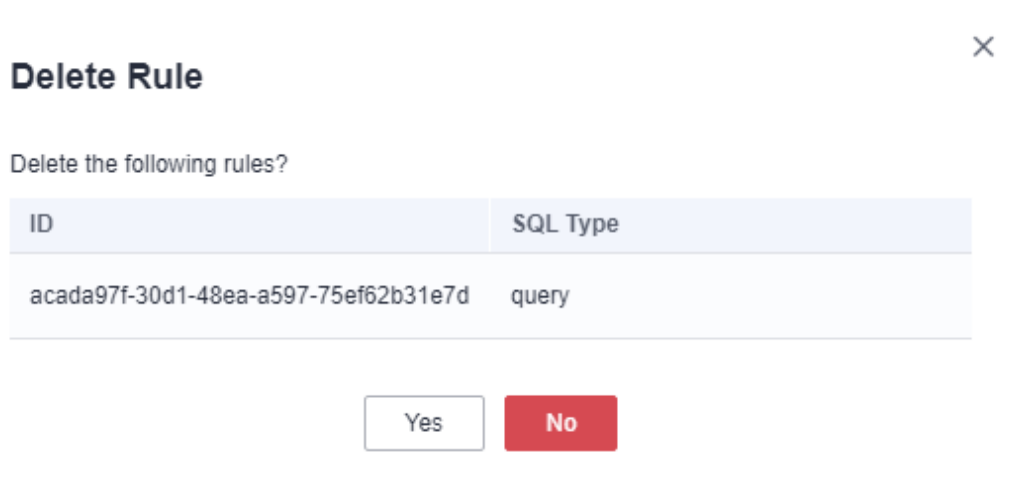 Delete Rule
Delete the following rules?
ID SQL Type
acada97f-30d1-48ea-a597-75ef62b31e7d query
Yes No